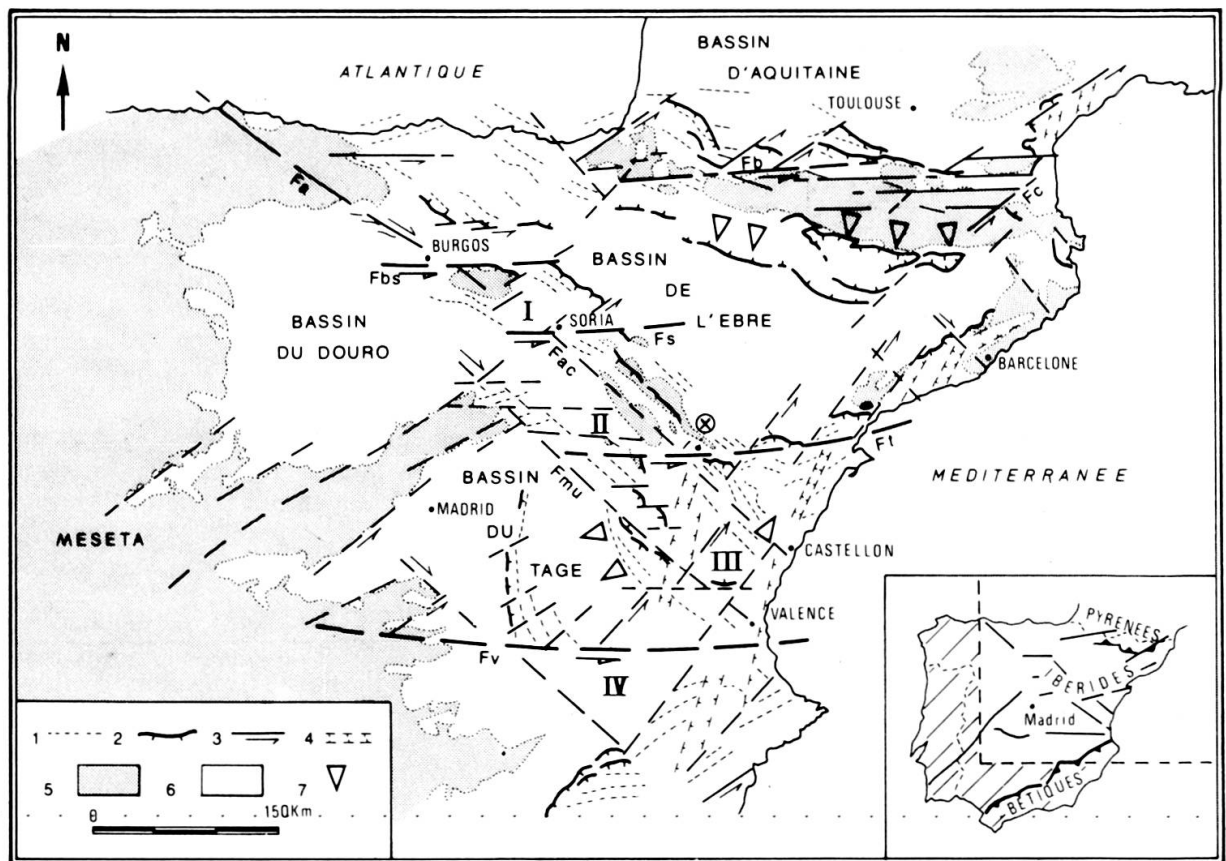 N
ATLANTIQUE
BASSIN
D'AQUITAINE
TOULOUSE
Fa
Fb
Fc
BURGOS
Fbs
BASSIN
DE
L'EBRE
I
SORIA
Fs
Fac
BASSIN
DU DOURO
BARCELONE
II
Ft
BASSIN
DU
TAGE
Fmu
MADRID
MEDITERRANEE
MESETA
III
CASTELLON
VALENCE
Fv
IV
1 2 3 4
5 6 7
0 150Km
PYRENEES
IBERIDES
Madrid
BÉTIQUES